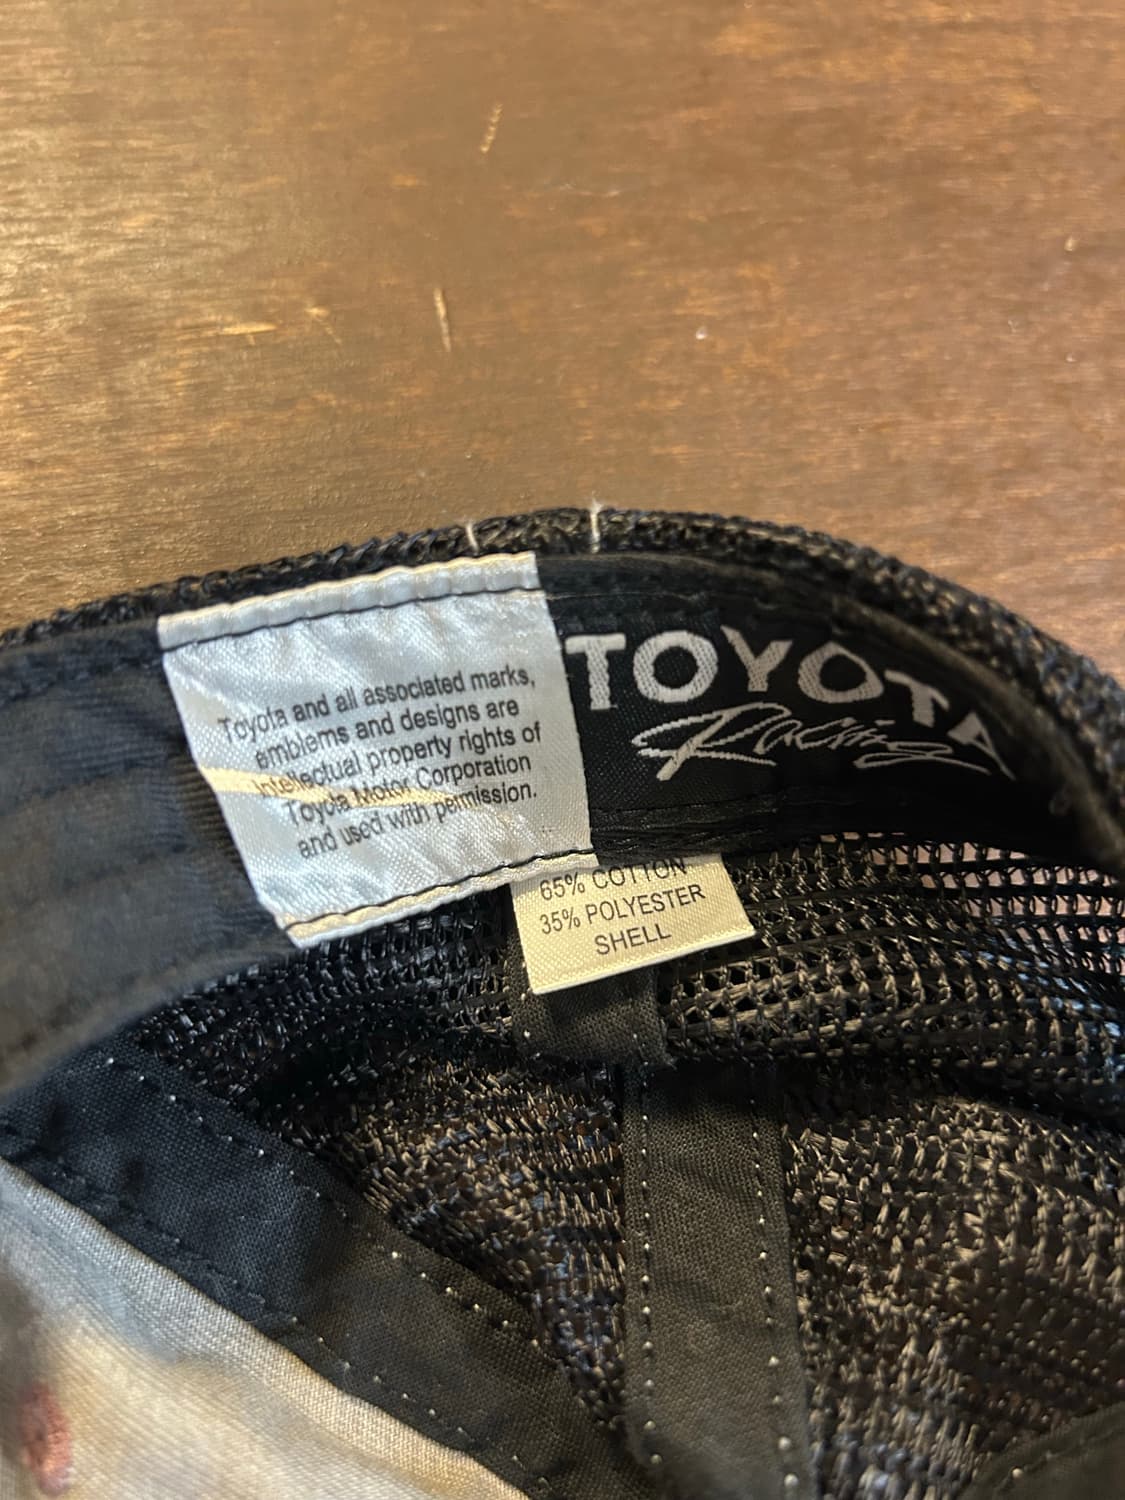 Toyota and all associated marks,
emblems and designs are
intellectual property rights of
Toyota Motor Corporation
and used with permission.
TOYOTA
Racing
65% COTTON
35% POLYESTER
SHELL